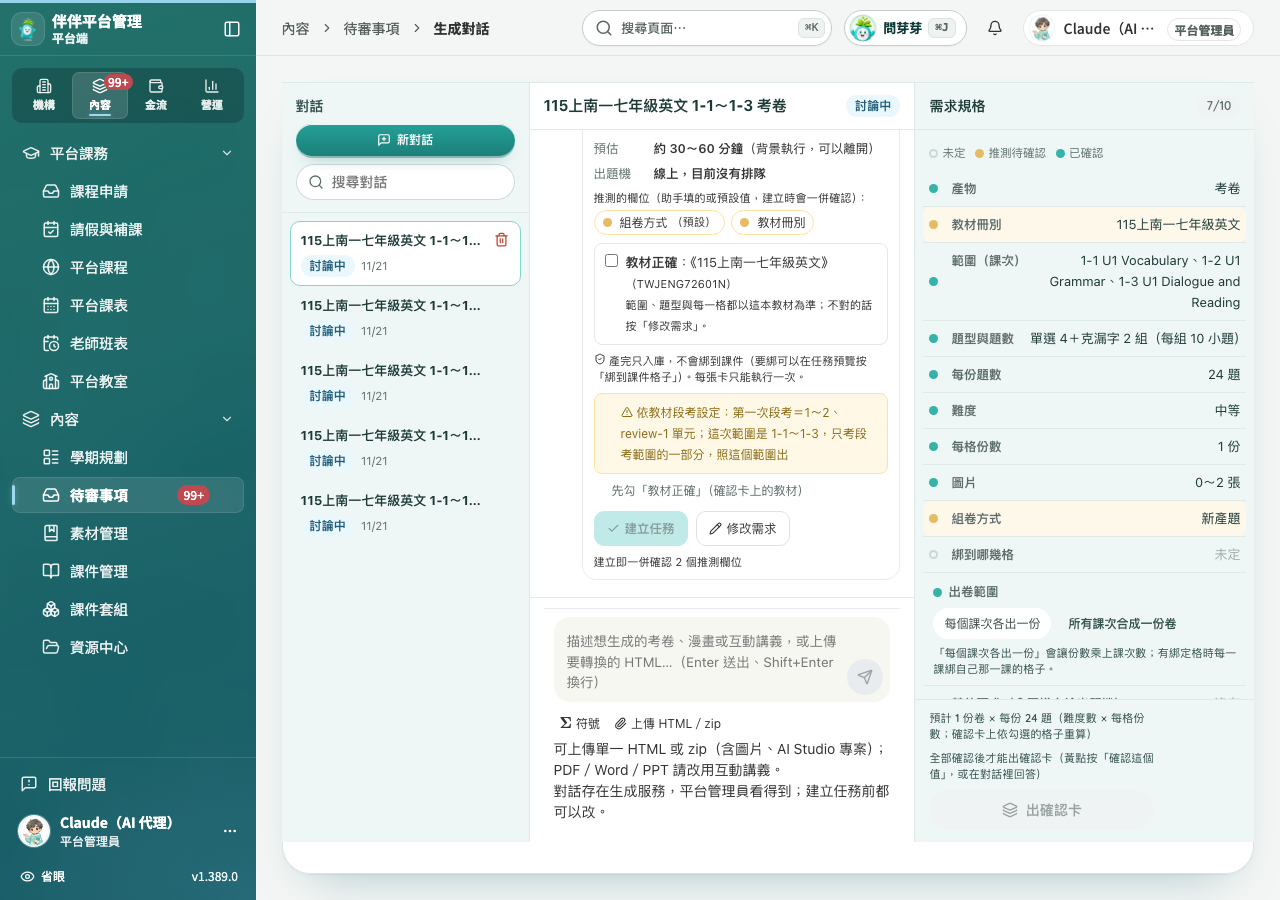 伴伴平台管理
平台端
機構
內容
99+
金流
營運
平台課務
課程申請
請假與補課
平台課程
平台課表
老師班表
平台教室
內容
學期規劃
待審事項
99+
素材管理
課件管理
課件套組
資源中心
回報問題
Claude（AI 代理）
平台管理員
省眼
v1.389.0
內容
待審事項
生成對話
搜尋頁面…
⌘K
問芽芽
⌘J
Claude（AI …
平台管理員
對話
新對話
搜尋對話
115上南一七年級英文 1-1～1...
討論中
11/21
115上南一七年級英文 1-1～1...
討論中
11/21
115上南一七年級英文 1-1～1...
討論中
11/21
115上南一七年級英文 1-1～1...
討論中
11/21
115上南一七年級英文 1-1～1...
討論中
11/21
115上南一七年級英文 1-1～1-3 考卷
討論中
預估
約 30～60 分鐘（背景執行，可以離開）
出題機
線上，目前沒有排隊
推測的欄位（助手填的或預設值，建立時會一併確認）：
組卷方式 （預設）
教材冊別
教材正確：《115上南一七年級英文》
（TWJENG72601N）
範圍、題型與每一格都以這本教材為準；不對的話
按「修改需求」。
產完只入庫，不會綁到課件（要綁可以在任務預覽按
「綁到課件格子」）。每張卡只能執行一次。
依教材段考設定：第一次段考＝1～2、
review-1 單元；這次範圍是 1-1～1-3，只考段
考範圍的一部分，照這個範圍出
先勾「教材正確」（確認卡上的教材）
建立任務
修改需求
建立即一併確認 2 個推測欄位
描述想生成的考卷、漫畫或互動講義，或上傳
要轉換的 HTML...（Enter 送出、Shift+Enter
換行）
Σ 符號
上傳 HTML / zip
可上傳單一 HTML 或 zip（含圖片、AI Studio 專案）；
PDF / Word / PPT 請改用互動講義。
對話存在生成服務，平台管理員看得到；建立任務前都
可以改。
需求規格
7/10
未定
推測待確認
已確認
產物
考卷
教材冊別
115上南一七年級英文
範圍（課次）
1-1 U1 Vocabulary、1-2 U1
Grammar、1-3 U1 Dialogue and
Reading
題型與題數
單選 4＋克漏字 2 組（每組 10 小題）
每份題數
24 題
難度
中等
每格份數
1 份
圖片
0～2 張
組卷方式
新產題
綁到哪幾格
未定
出卷範圍
每個課次各出一份
所有課次合成一份卷
「每個課次各出一份」會讓份數乘上課次數；有綁定格時每一
課綁自己那一課的格子。
預計 1 份卷 × 每份 24 題（難度數 × 每格份
數；確認卡上依勾選的格子重算）
全部確認後才能出確認卡（黃點按「確認這個
值」，或在對話裡回答）
出確認卡